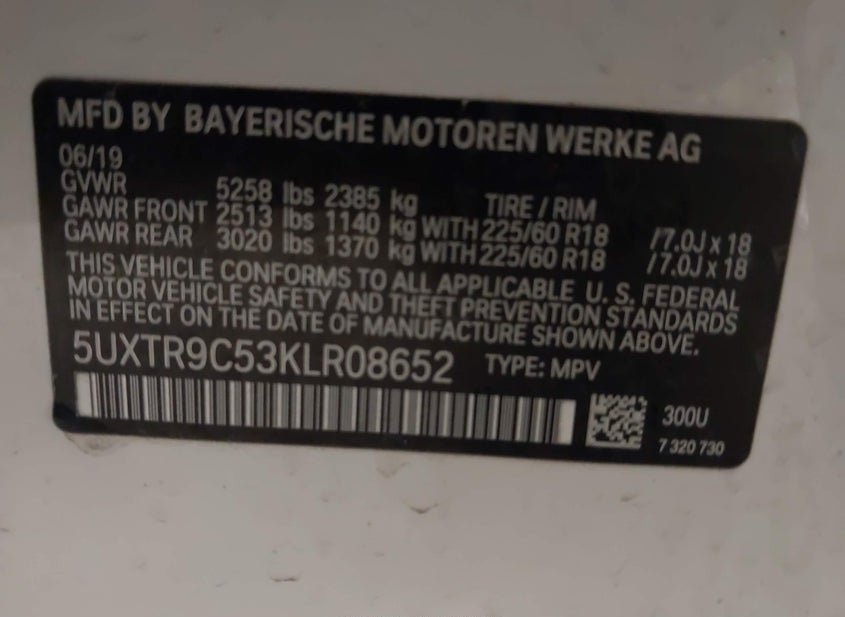 MFD BY BAYERISCHE MOTOREN WERKE AG
06/19
GVWR 5258 lbs 2385 kg TIRE / RIM
GAWR FRONT 2513 lbs 1140 kg WITH 225/60 R18 /7.0J x 18
GAWR REAR 3020 lbs 1370 kg WITH 225/60 R18 /7.0J x 18
THIS VEHICLE CONFORMS TO ALL APPLICABLE U. S. FEDERAL
MOTOR VEHICLE SAFETY AND THEFT PREVENTION STANDARDS
IN EFFECT ON THE DATE OF MANUFACTURE SHOWN ABOVE.
5UXTR9C53KLR08652 TYPE: MPV
300U
7 320 730